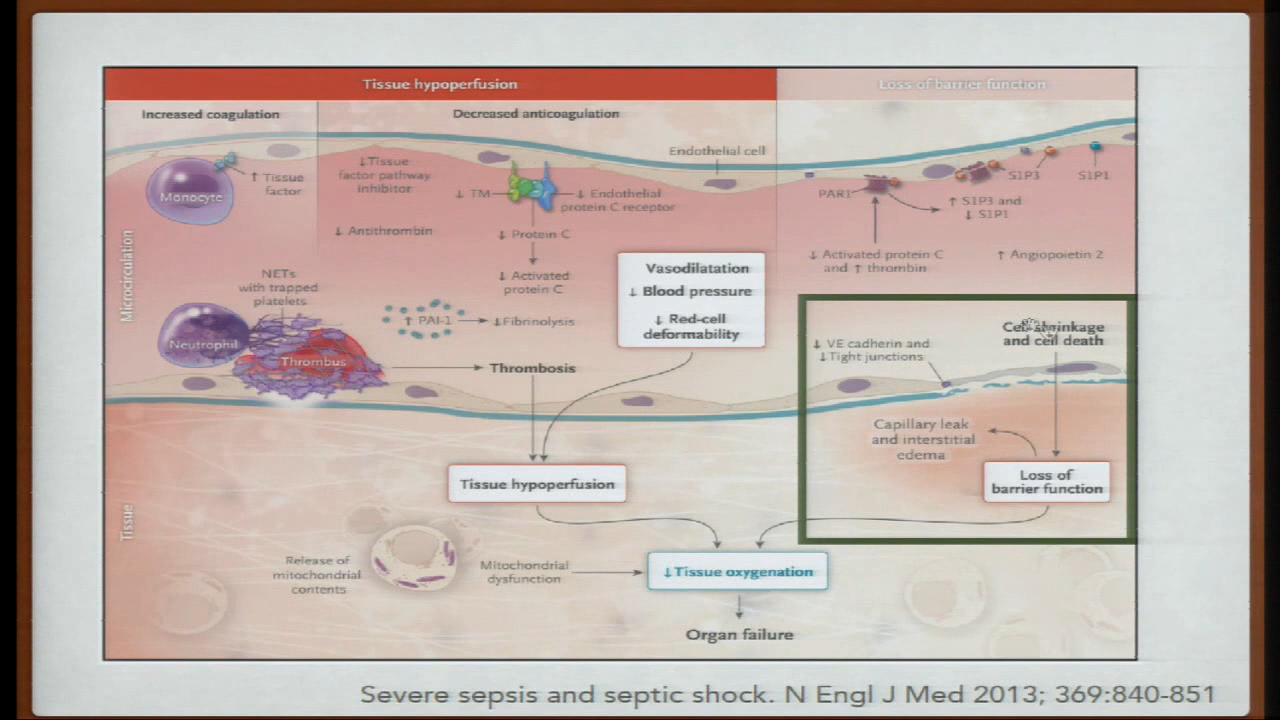 Tissue hypoperfusion
Loss of barrier function
Increased coagulation
Decreased anticoagulation
Monocyte
↑ Tissue
factor
↓Tissue
factor pathway
inhibitor
↓ Antithrombin
↓ TM
↓ Endothelial
protein C receptor
↓ Protein C
↓ Activated
protein C
Endothelial cell
PAR1
S1P3
S1P1
↑ S1P3 and
↓ S1P1
↓ Activated protein C
and ↑ thrombin
↑ Angiopoietin 2
Microcirculation
NETs
with trapped
platelets
Neutrophil
Thrombus
↑ PAI-1
↓Fibrinolysis
Thrombosis
Vasodilatation
↓ Blood pressure
↓ Red-cell
deformability
↓ VE cadherin and
↓Tight junctions
Cell shrinkage
and cell death
Capillary leak
and interstitial
edema
Loss of
barrier function
Tissue hypoperfusion
Tissue
Release of
mitochondrial
contents
Mitochondrial
dysfunction
↓Tissue oxygenation
Organ failure
Severe sepsis and septic shock. N Engl J Med 2013; 369:840-851